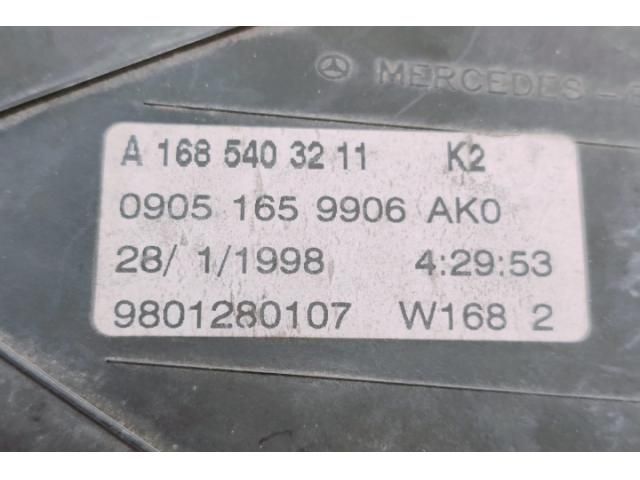 MERCEDES-
A 168 540 32 11 K2
0905 165 9906 AK0
28/ 1/1998 4:29:53
9801280107 W168 2